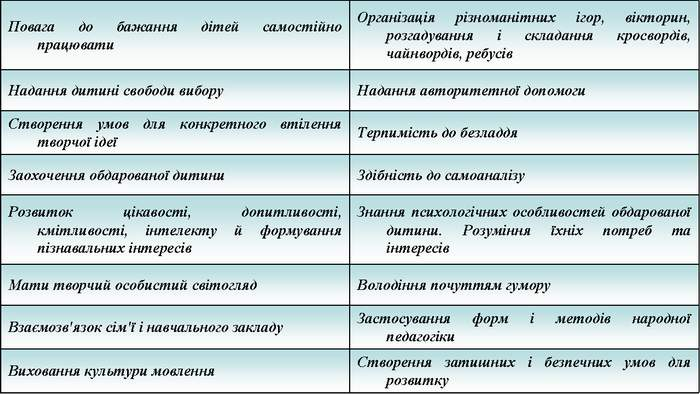 Повага до бажання дітей самостійно
працювати
Організація різноманітних ігор, вікторин,
розгадування і складання кросвордів,
чайнвордів, ребусів
Надання дитині свободи вибору
Надання авторитетної допомоги
Створення умов для конкретного втілення
творчої ідеї
Терпимість до безладдя
Заохочення обдарованої дитини
Здібність до самоаналізу
Розвиток цікавості, допитливості,
кмітливості, інтелекту й формування
пізнавальних інтересів
Знання психологічних особливостей обдарованої
дитини. Розуміння їхніх потреб та
інтересів
Мати творчий особистий світогляд
Володіння почуттям гумору
Взаємозв'язок сім'ї і навчального закладу
Застосування форм і методів народної
педагогіки
Виховання культури мовлення
Створення затишних і безпечних умов для
розвитку